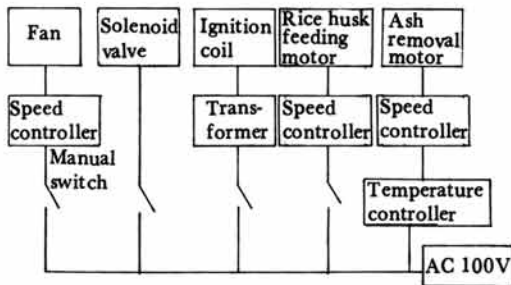 Fan
Solenoid
valve
Ignition
coil
Rice husk
feeding
motor
Ash
removal
motor
Speed
controller
Trans-
former
Speed
controller
Speed
controller
Manual
switch
Temperature
controller
AC 100V